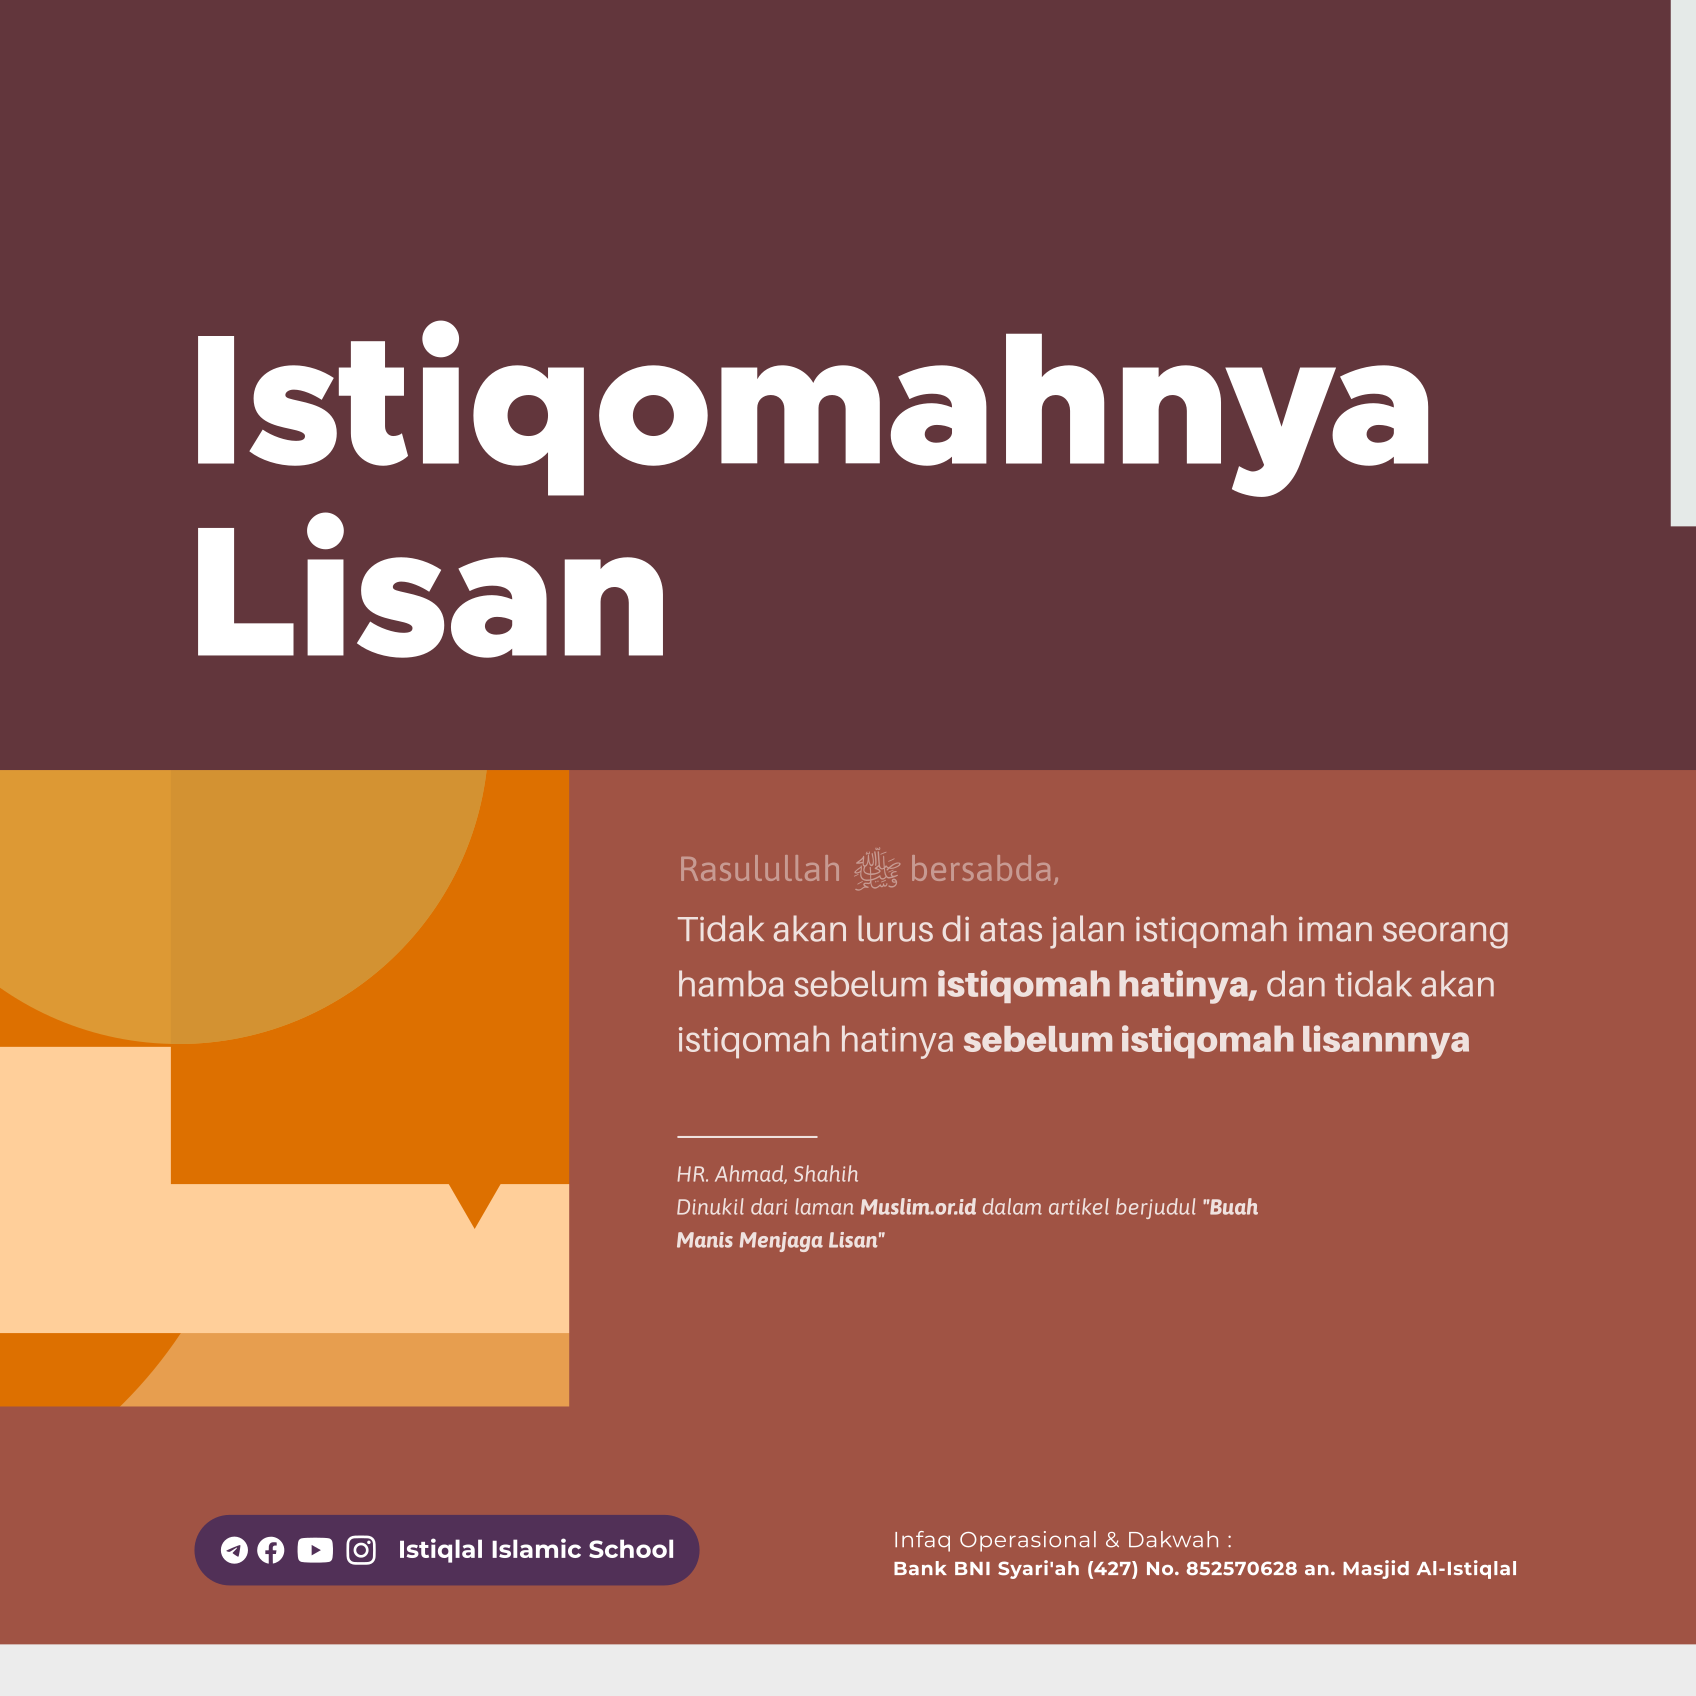 Istiqomahnya
Lisan
Rasulullah ﷺ bersabda,
Tidak akan lurus di atas jalan istiqomah iman seorang
hamba sebelum istiqomah hatinya, dan tidak akan
istiqomah hatinya sebelum istiqomah lisannnya
HR. Ahmad, Shahih
Dinukil dari laman Muslim.or.id dalam artikel berjudul "Buah
Manis Menjaga Lisan"
Istiqlal Islamic School
Infaq Operasional & Dakwah :
Bank BNI Syari'ah (427) No. 852570628 an. Masjid Al-Istiqlal